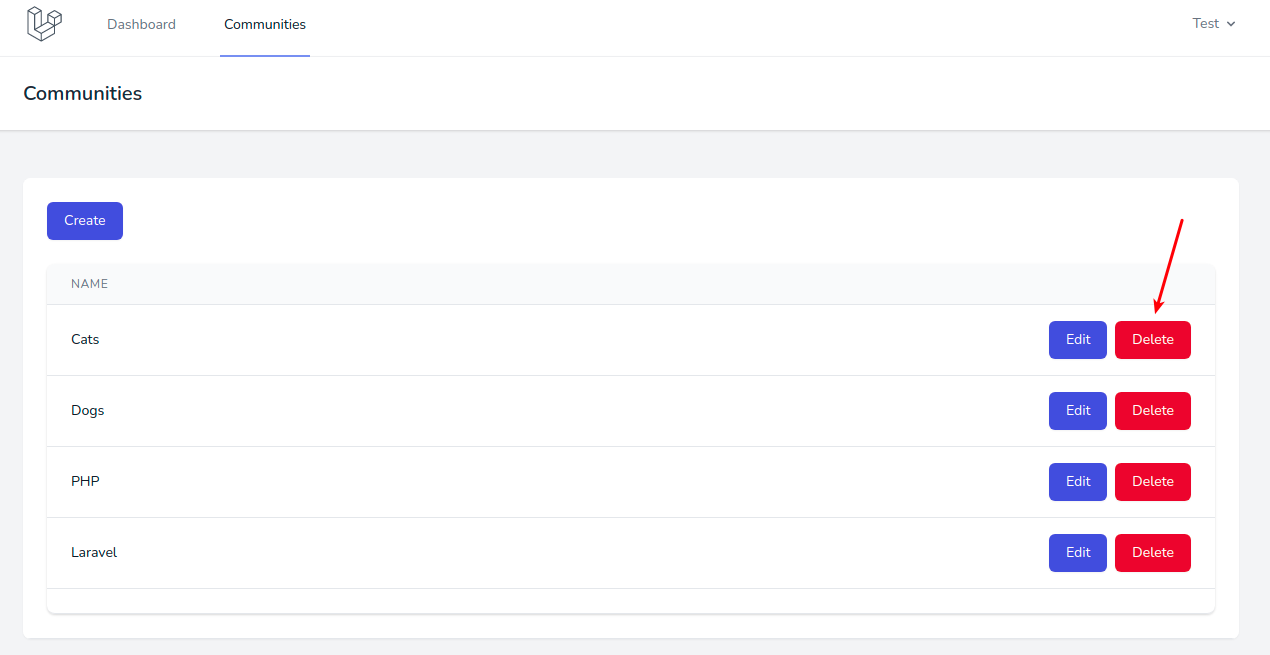 Dashboard Communities Test
Communities
Create
NAME
Cats Edit Delete
Dogs Edit Delete
PHP Edit Delete
Laravel Edit Delete